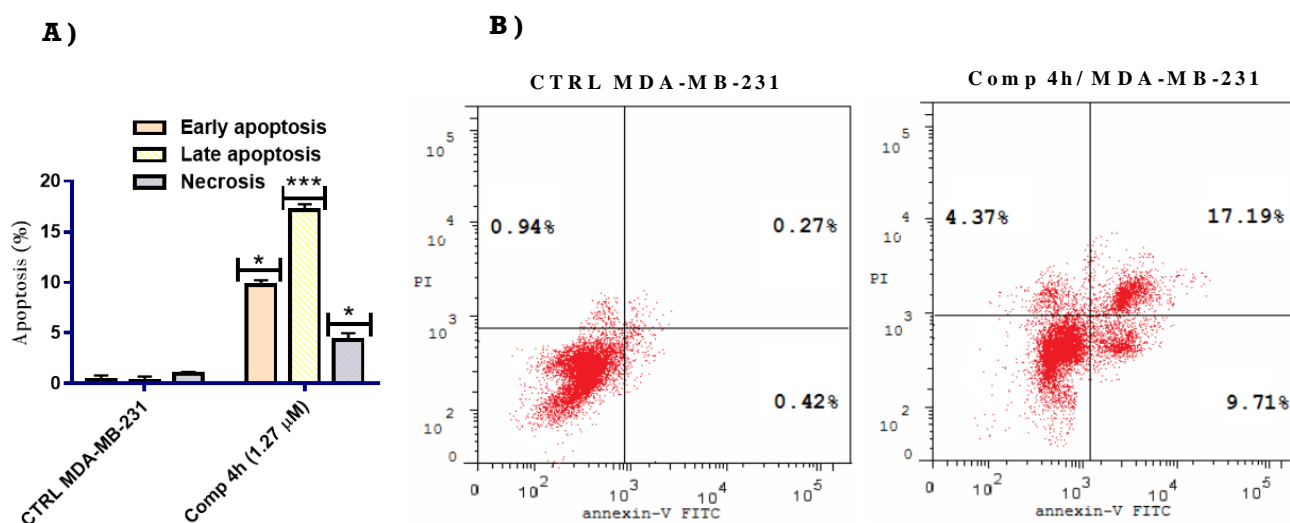 A)
Early apoptosis
Late apoptosis
Necrosis
Apoptosis (%)
20
15
10
5
0
*
***
*
CTRL MDA-MB-231
Comp 4h (1.27 µM)
B)
CTRL MDA-MB-231
10^5
10^4
PI
10^3
10^2
0
0.94%
0.27%
0.42%
0 10^2 10^3 10^4 10^5
annexin-V FITC
Comp 4h/ MDA-MB-231
10^5
10^4
PI
10^3
10^2
0
4.37%
17.19%
9.71%
0 10^2 10^3 10^4 10^5
annexin-V FITC